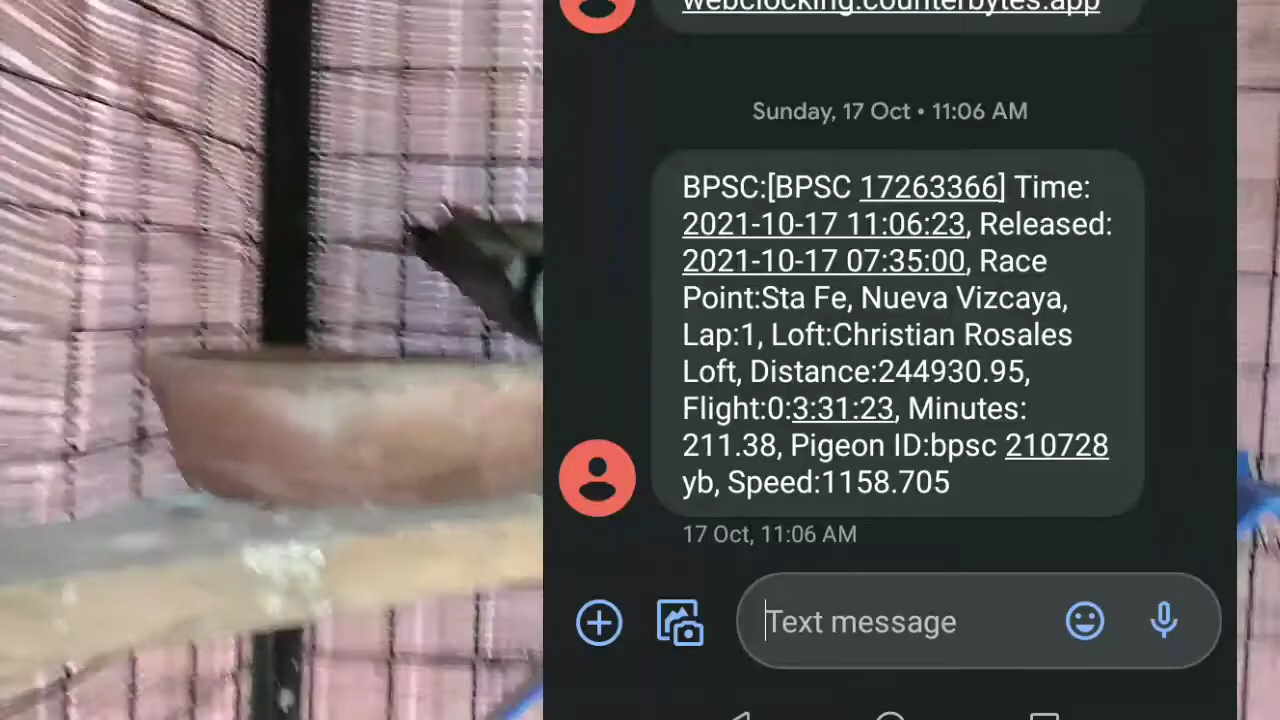 webclocking.counterbytes.app
Sunday, 17 Oct • 11:06 AM
BPSC:[BPSC 17263366] Time:
2021-10-17 11:06:23, Released:
2021-10-17 07:35:00, Race
Point:Sta Fe, Nueva Vizcaya,
Lap:1, Loft:Christian Rosales
Loft, Distance:244930.95,
Flight:0:3:31:23, Minutes:
211.38, Pigeon ID:bpsc 210728
yb, Speed:1158.705
17 Oct, 11:06 AM
Text message